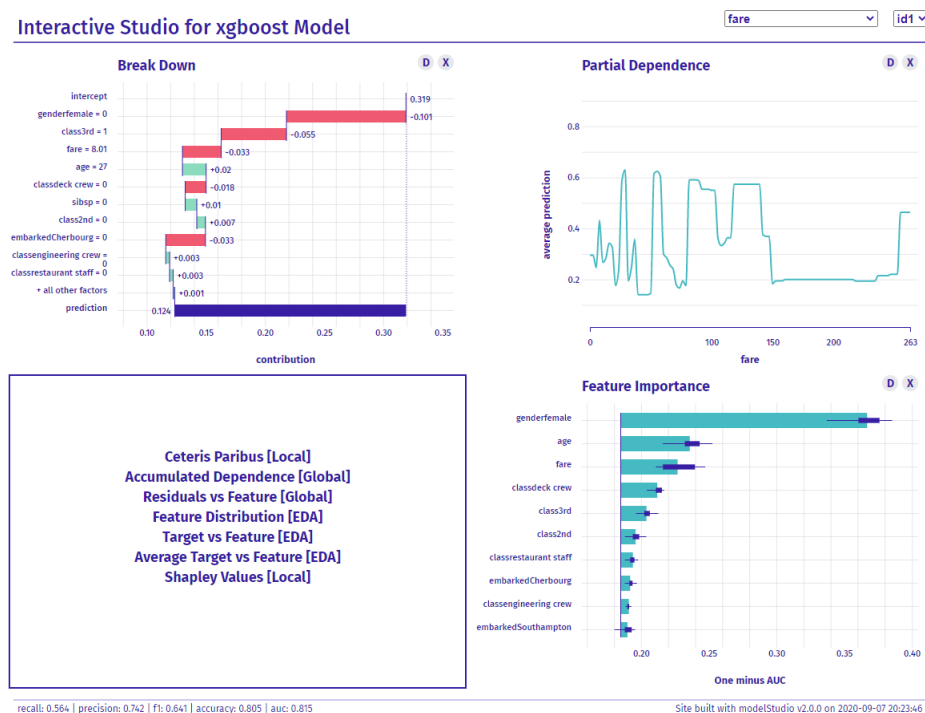 Interactive Studio for xgboost Model
fare
id1
Break Down
D X
intercept
0.319
genderfemale = 0
-0.101
class3rd = 1
-0.055
fare = 8.01
-0.033
age = 27
+0.02
classdeck crew = 0
-0.018
sibsp = 0
+0.01
class2nd = 0
+0.007
embarkedCherbourg = 0
-0.033
classengineering crew =
0
+0.003
classrestaurant staff = 0
+0.003
+ all other factors
+0.001
prediction
0.124
0.10 0.15 0.20 0.25 0.30 0.35
contribution
Partial Dependence
D X
average prediction
0.8
0.6
0.4
0.2
0 100 150 200 263
fare
Ceteris Paribus [Local]
Accumulated Dependence [Global]
Residuals vs Feature [Global]
Feature Distribution [EDA]
Target vs Feature [EDA]
Average Target vs Feature [EDA]
Shapley Values [Local]
Feature Importance
D X
genderfemale
age
fare
classdeck crew
class3rd
class2nd
classrestaurant staff
embarkedCherbourg
classengineering crew
embarkedSouthampton
0.20 0.25 0.30 0.35 0.40
One minus AUC
recall: 0.564 | precision: 0.742 | f1: 0.641 | accuracy: 0.805 | auc: 0.815
Site built with modelStudio v2.0.0 on 2020-09-07 20:23:46